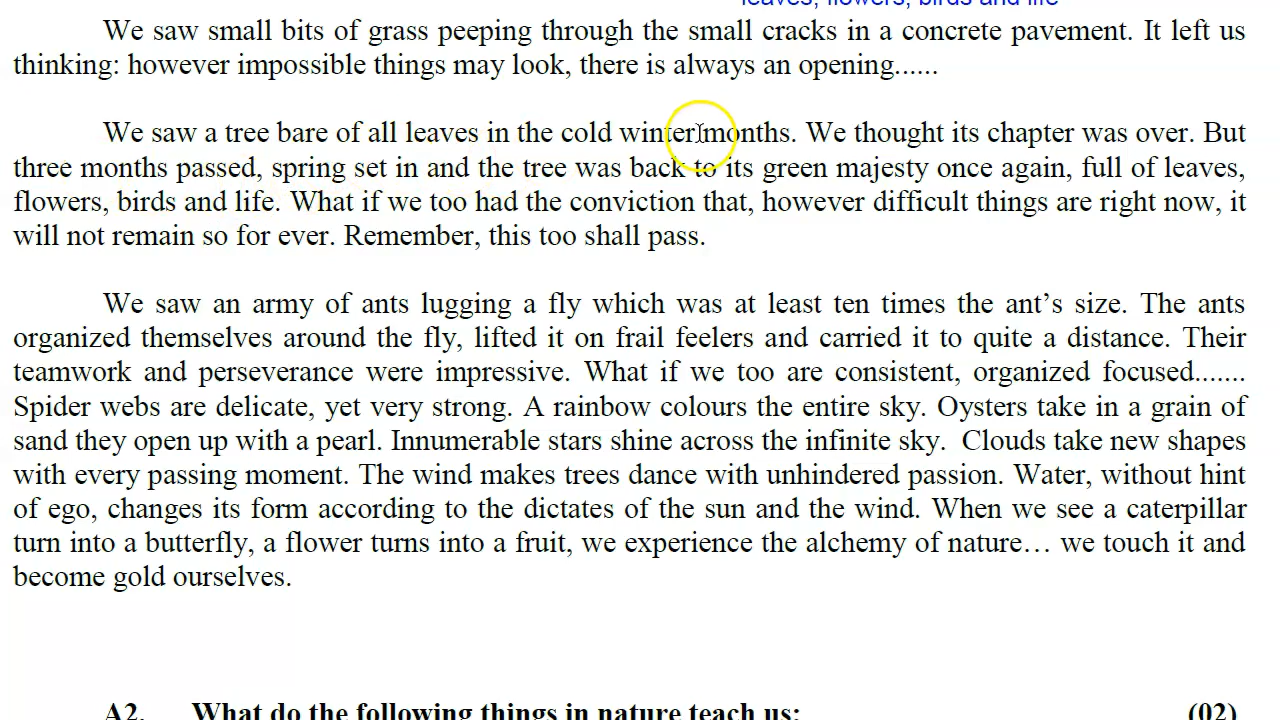 leaves, flowers, birds and life
We saw small bits of grass peeping through the small cracks in a concrete pavement. It left us
thinking: however impossible things may look, there is always an opening......
We saw a tree bare of all leaves in the cold winter months. We thought its chapter was over. But
three months passed, spring set in and the tree was back to its green majesty once again, full of leaves,
flowers, birds and life. What if we too had the conviction that, however difficult things are right now, it
will not remain so for ever. Remember, this too shall pass.
We saw an army of ants lugging a fly which was at least ten times the ant's size. The ants
organized themselves around the fly, lifted it on frail feelers and carried it to quite a distance. Their
teamwork and perseverance were impressive. What if we too are consistent, organized focused.......
Spider webs are delicate, yet very strong. A rainbow colours the entire sky. Oysters take in a grain of
sand they open up with a pearl. Innumerable stars shine across the infinite sky.  Clouds take new shapes
with every passing moment. The wind makes trees dance with unhindered passion. Water, without hint
of ego, changes its form according to the dictates of the sun and the wind. When we see a caterpillar
turn into a butterfly, a flower turns into a fruit, we experience the alchemy of nature… we touch it and
become gold ourselves.
A2. What do the following things in nature teach us: (02)